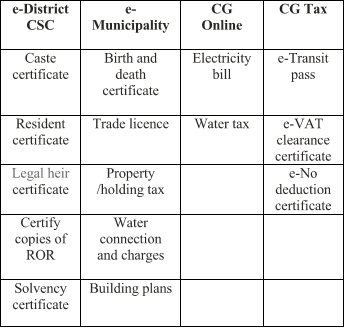 e-District CSC | e-Municipality | CG Online | CG Tax
Caste certificate | Birth and death certificate | Electricity bill | e-Transit pass
Resident certificate | Trade licence | Water tax | e-VAT clearance certificate
Legal heir certificate | Property /holding tax | | e-No deduction certificate
Certify copies of ROR | Water connection and charges | |
Solvency certificate | Building plans | |